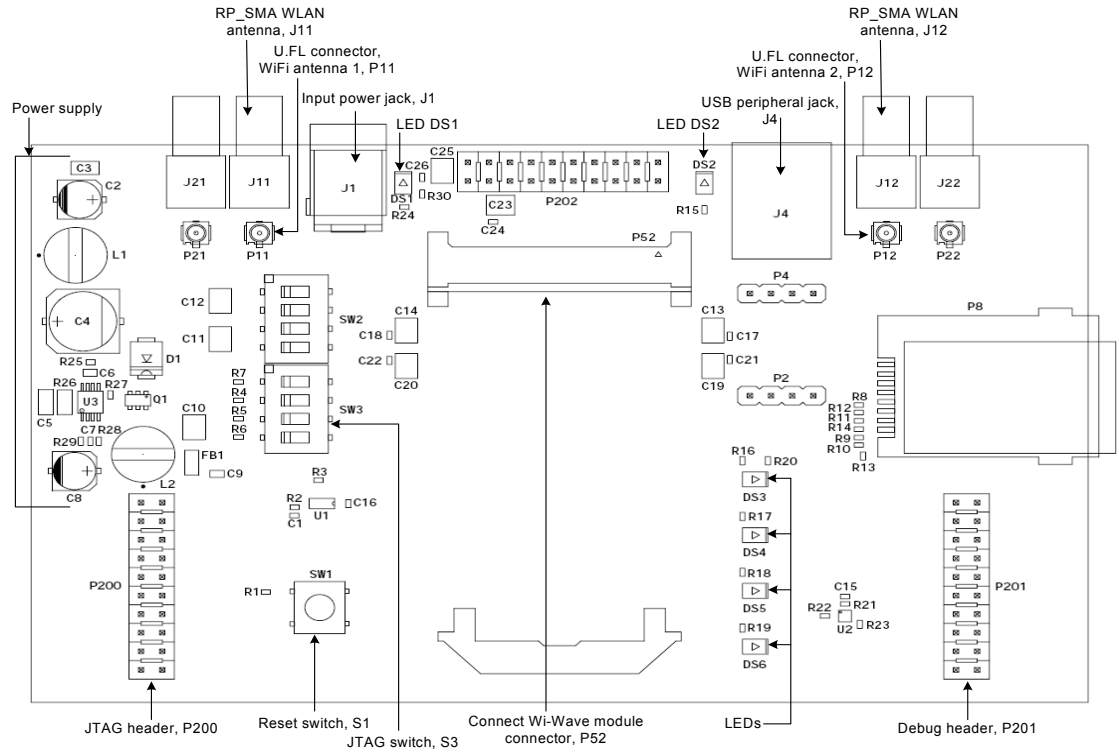 RP_SMA WLAN
antenna, J11
U.FL connector,
WiFi antenna 1, P11
Input power jack, J1
Power supply
LED DS1
LED DS2
USB peripheral jack,
J4
U.FL connector,
WiFi antenna 2, P12
RP_SMA WLAN
antenna, J12
C3
C2
J21
J11
J1
C26
C25
DS1
R30
R24
C23
C24
P202
DS2
R15
J4
J12
J22
P21
P11
L1
P52
P12
P22
P4
C12
C11
C4
SW2
C14
C18
C22
C20
C13
C17
C21
C19
P8
R25
C6
D1
R26
R27
U3
Q1
C5
C10
R7
R4
R5
R6
SW3
P2
R8
R12
R11
R14
R9
R10
R13
R29
C7
R28
C8
L2
FB1
C9
R3
R2
C1
U1
C16
R16
R20
DS3
R17
DS4
R18
DS5
R19
DS6
P200
R1
SW1
C15
R21
R22
U2
R23
P201
JTAG header, P200
Reset switch, S1
JTAG switch, S3
Connect Wi-Wave module
connector, P52
LEDs
Debug header, P201